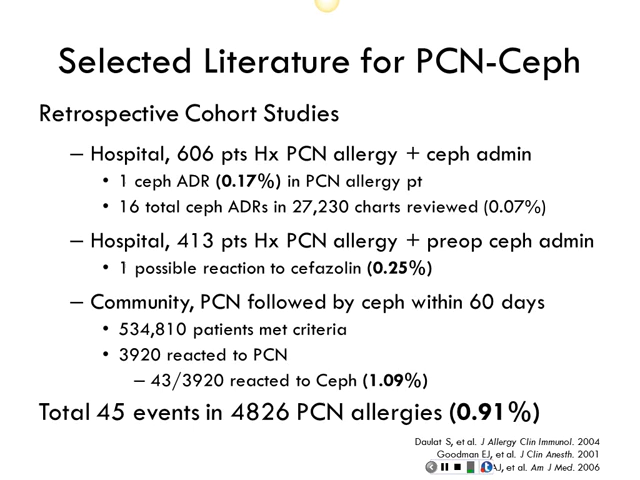 Selected Literature for PCN-Ceph
Retrospective Cohort Studies
– Hospital, 606 pts Hx PCN allergy + ceph admin
• 1 ceph ADR (0.17%) in PCN allergy pt
• 16 total ceph ADRs in 27,230 charts reviewed (0.07%)
– Hospital, 413 pts Hx PCN allergy + preop ceph admin
• 1 possible reaction to cefazolin (0.25%)
– Community, PCN followed by ceph within 60 days
• 534,810 patients met criteria
• 3920 reacted to PCN
– 43/3920 reacted to Ceph (1.09%)
Total 45 events in 4826 PCN allergies (0.91%)
Daulat S, et al. J Allergy Clin Immunol. 2004
Goodman EJ, et al. J Clin Anesth. 2001
AJ, et al. Am J Med. 2006